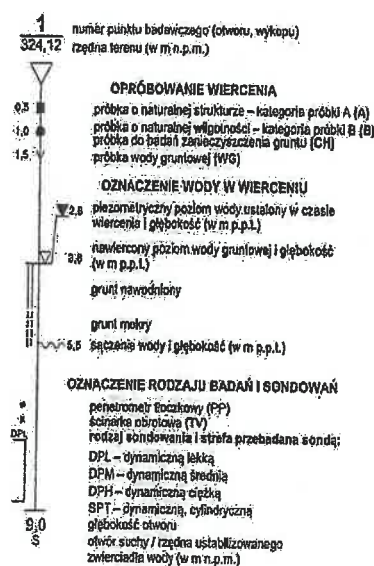 1 numer punktu badawczego (otworu, wykopu)
324,12 rzędna terenu (w m n.p.m.)
OPRÓBOWANIE WIERCENIA
0,5 próbka o naturalnej strukturze – kategoria próbki A (A)
1,0 próbka o naturalnej wilgotności – kategoria próbki B (B)
próbka do badań zanieczyszczenia gruntu (CH)
1,5 próbka wody gruntowej (WG)
OZNACZENIE WODY W WIERCENIU
2,8 piezometryczny poziom wody ustalony w czasie
wiercenia i głębokość (w m p.p.t.)
nawiercony poziom wody gruntowej i głębokość
3,8 (w m p.p.t.)
grunt nawodniony
grunt mokry
5,5 sączenie wody i głębokość (w m p.p.t.)
OZNACZENIE RODZAJU BADAŃ I SONDOWAŃ
penetrometr tłoczkowy (PP)
ścinarka obrotowa (TV)
DPL rodzaj sondowania i strefa przebadana sondą:
DPL – dynamiczna lekka
DPM – dynamiczna średnia
DPH – dynamiczna ciężka
SPT – dynamiczna, cylindryczna
9,0 głębokość otworu
otwór suchy / rzędna ustabilizowanego
zwierciadła wody (w m n.p.m.)